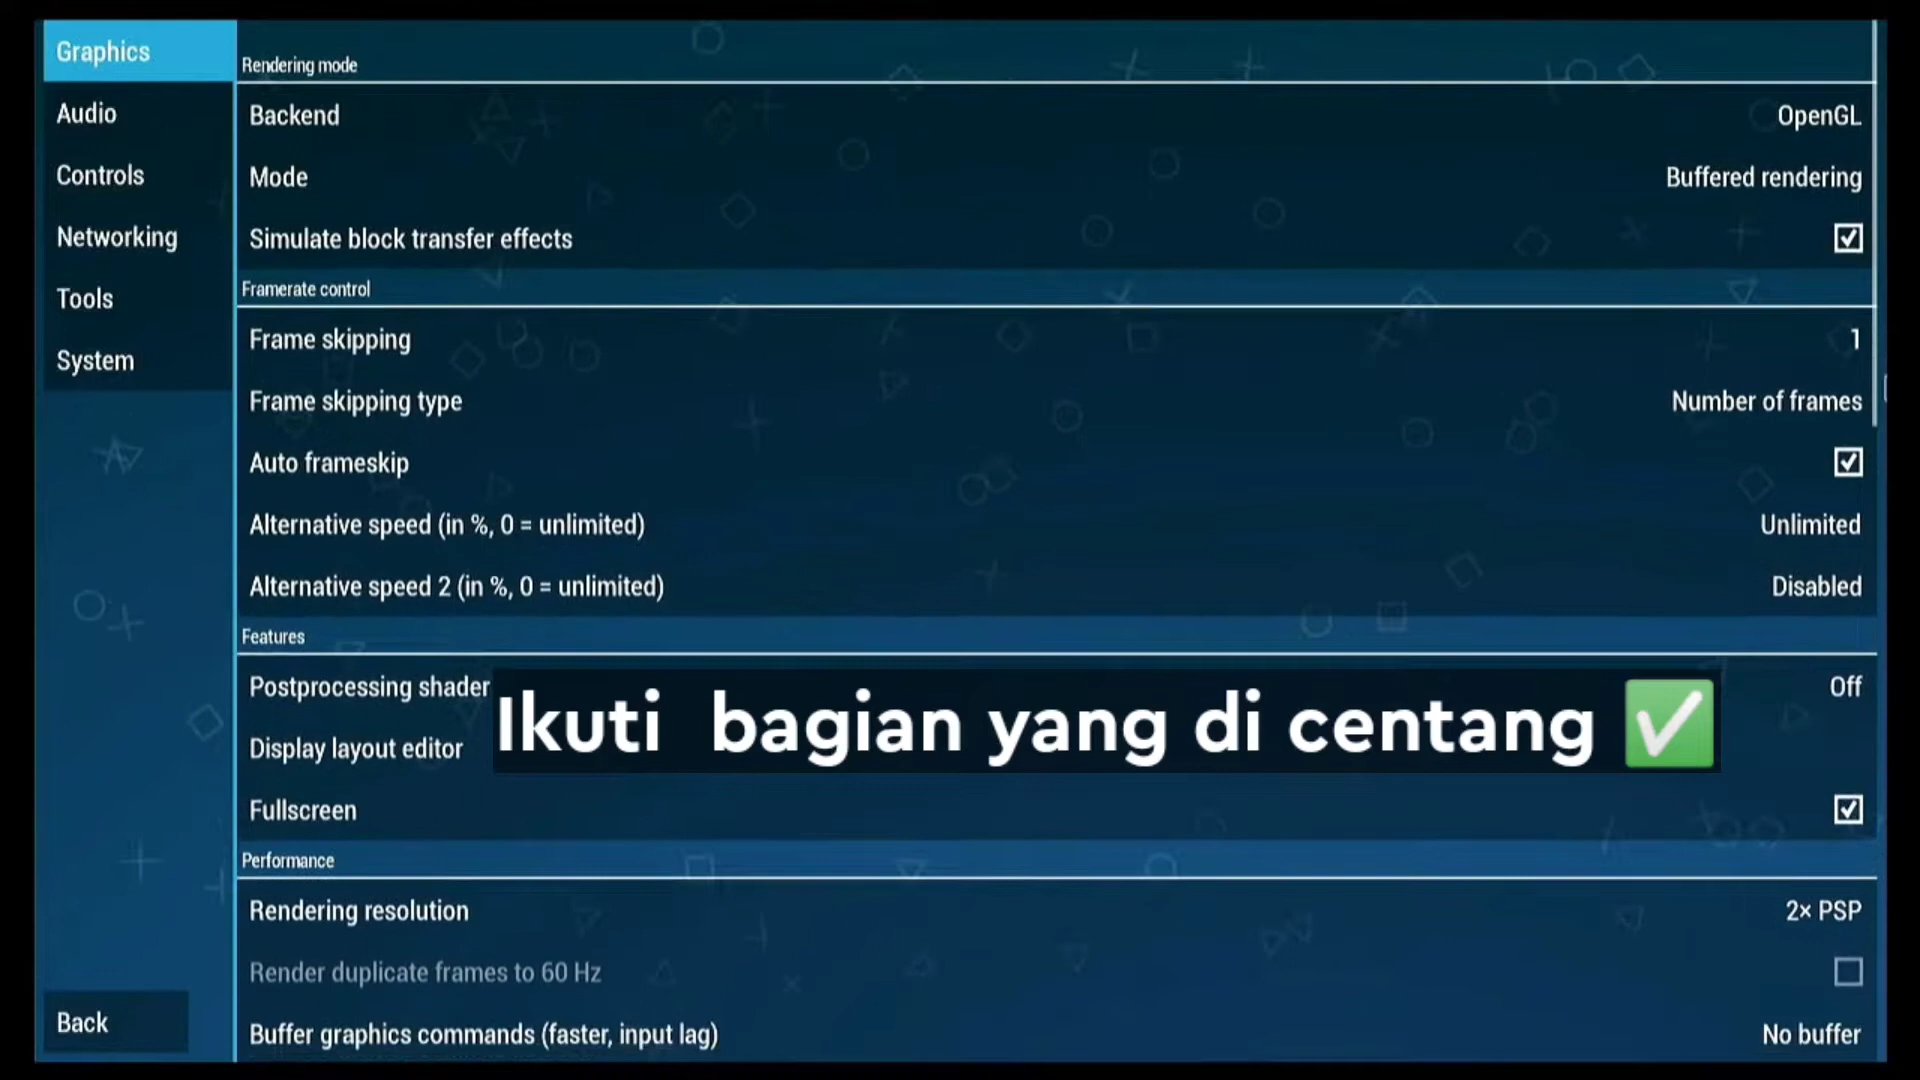 Graphics
Audio
Controls
Networking
Tools
System
Back
Rendering mode
Backend OpenGL
Mode Buffered rendering
Simulate block transfer effects
Framerate control
Frame skipping 1
Frame skipping type Number of frames
Auto frameskip
Alternative speed (in %, 0 = unlimited) Unlimited
Alternative speed 2 (in %, 0 = unlimited) Disabled
Features
Postprocessing shader Off
Ikuti bagian yang di centang ✅
Display layout editor
Fullscreen
Performance
Rendering resolution 2× PSP
Render duplicate frames to 60 Hz
Buffer graphics commands (faster, input lag) No buffer